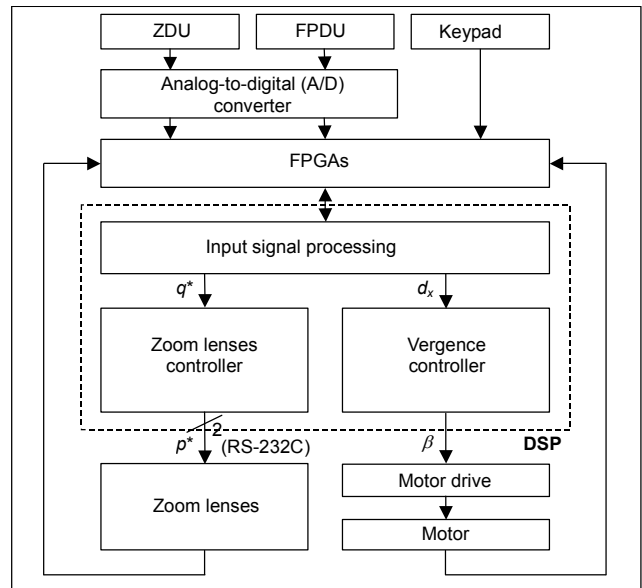 ZDU FPDU Keypad
Analog-to-digital (A/D)
converter
FPGAs
Input signal processing
q* dx
Zoom lenses
controller
Vergence
controller
2
p* (RS-232C) β DSP
Zoom lenses
Motor drive
Motor